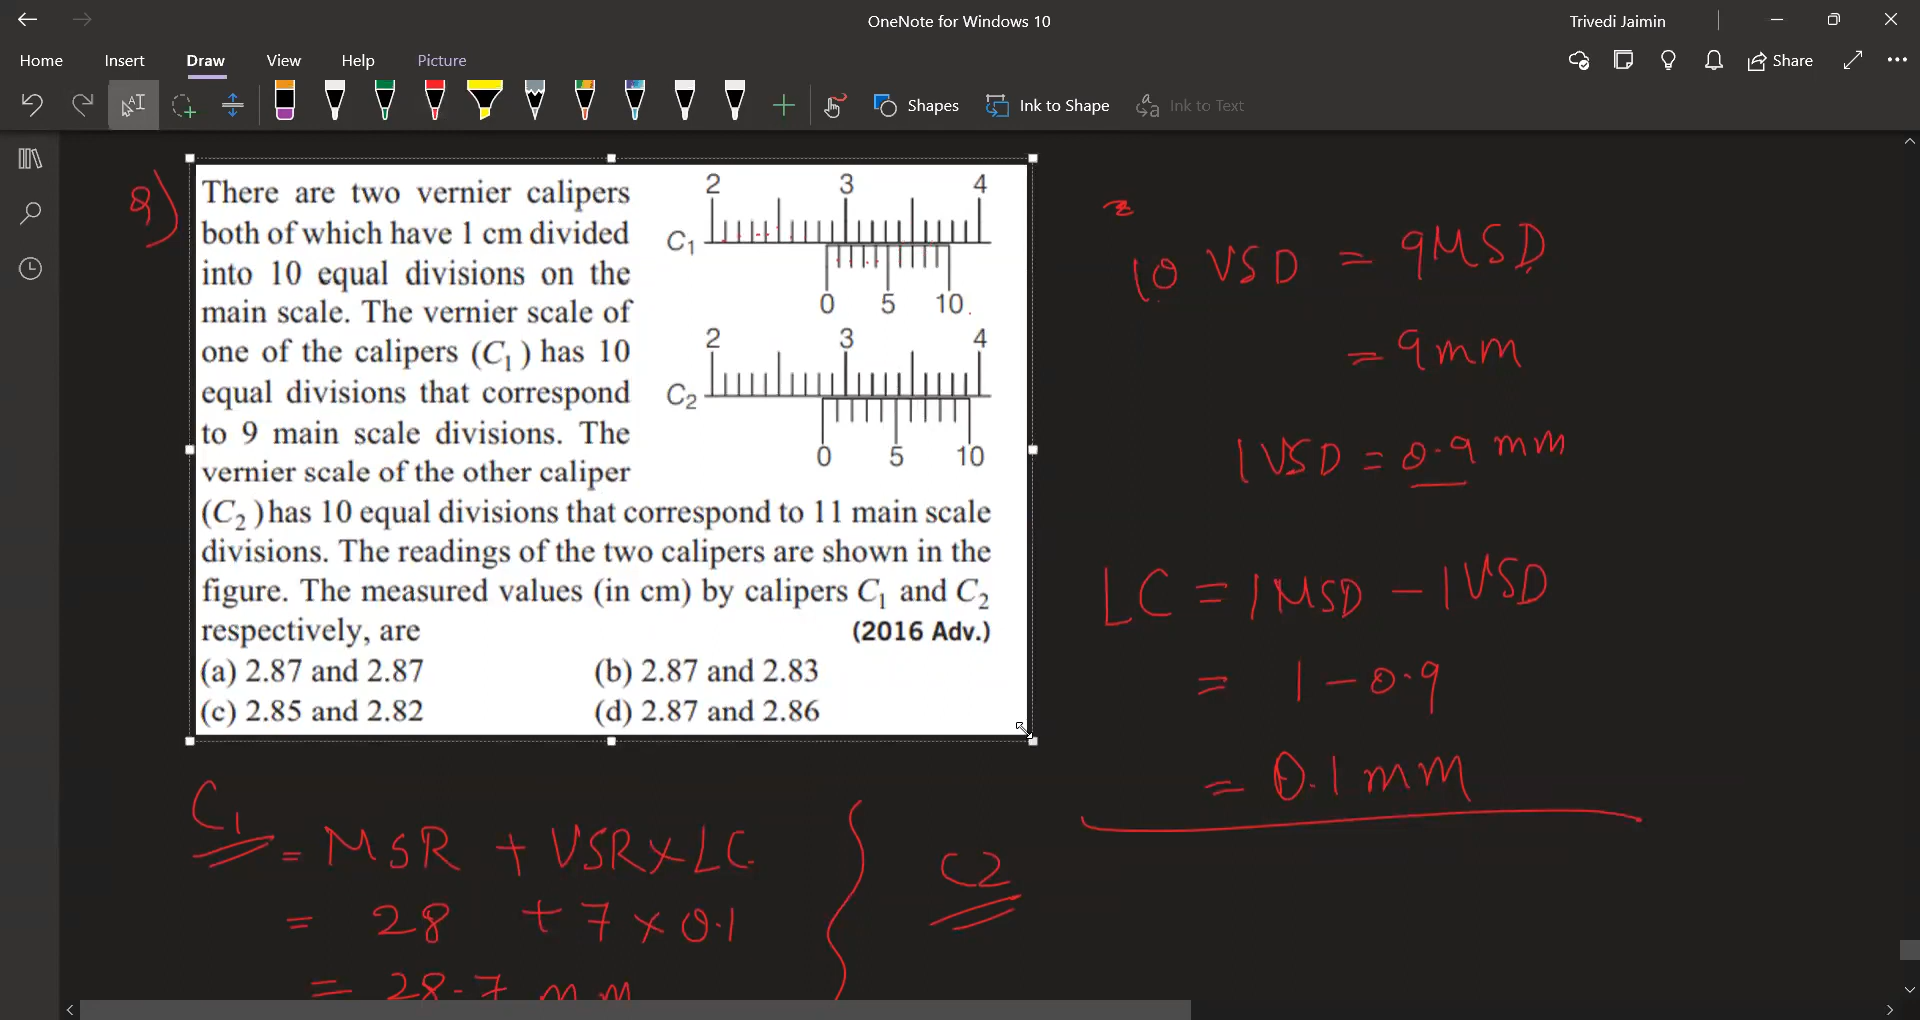 OneNote for Windows 10
Trivedi Jaimin
Home Insert Draw View Help Picture
Share
Shapes Ink to Shape Ink to Text
8)
There are two vernier calipers
both of which have 1 cm divided
into 10 equal divisions on the
main scale. The vernier scale of
one of the calipers (C₁) has 10
equal divisions that correspond
to 9 main scale divisions. The
vernier scale of the other caliper
(C₂) has 10 equal divisions that correspond to 11 main scale
divisions. The readings of the two calipers are shown in the
figure. The measured values (in cm) by calipers C₁ and C₂
respectively, are (2016 Adv.)
(a) 2.87 and 2.87 (b) 2.87 and 2.83
(c) 2.85 and 2.82 (d) 2.87 and 2.86
2 3 4
C₁
0 5 10
2 3 4
C₂
0 5 10
10 VSD = 9MSD
= 9mm
1 VSD = 0.9 mm
LC = 1 MSD - 1 VSD
= 1 - 0.9
= 0.1 mm
C₁
= MSR + VSR x LC
= 28 + 7 x 0.1
= 28.7 mm
C2